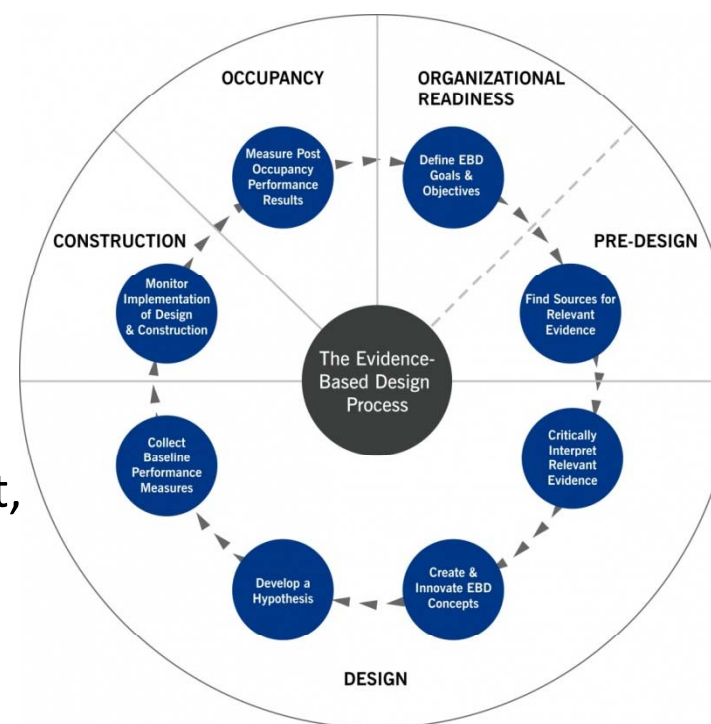 OCCUPANCY
ORGANIZATIONAL
READINESS
Measure Post
Occupancy
Performance
Results
Define EBD
Goals &
Objectives
CONSTRUCTION
PRE-DESIGN
Monitor
Implementation
of Design
& Construction
Find Sources for
Relevant
Evidence
The Evidence-
Based Design
Process
Collect
Baseline
Performance
Measures
Critically
Interpret
Relevant
Evidence
t,
Develop a
Hypothesis
Create &
Innovate EBD
Concepts
DESIGN